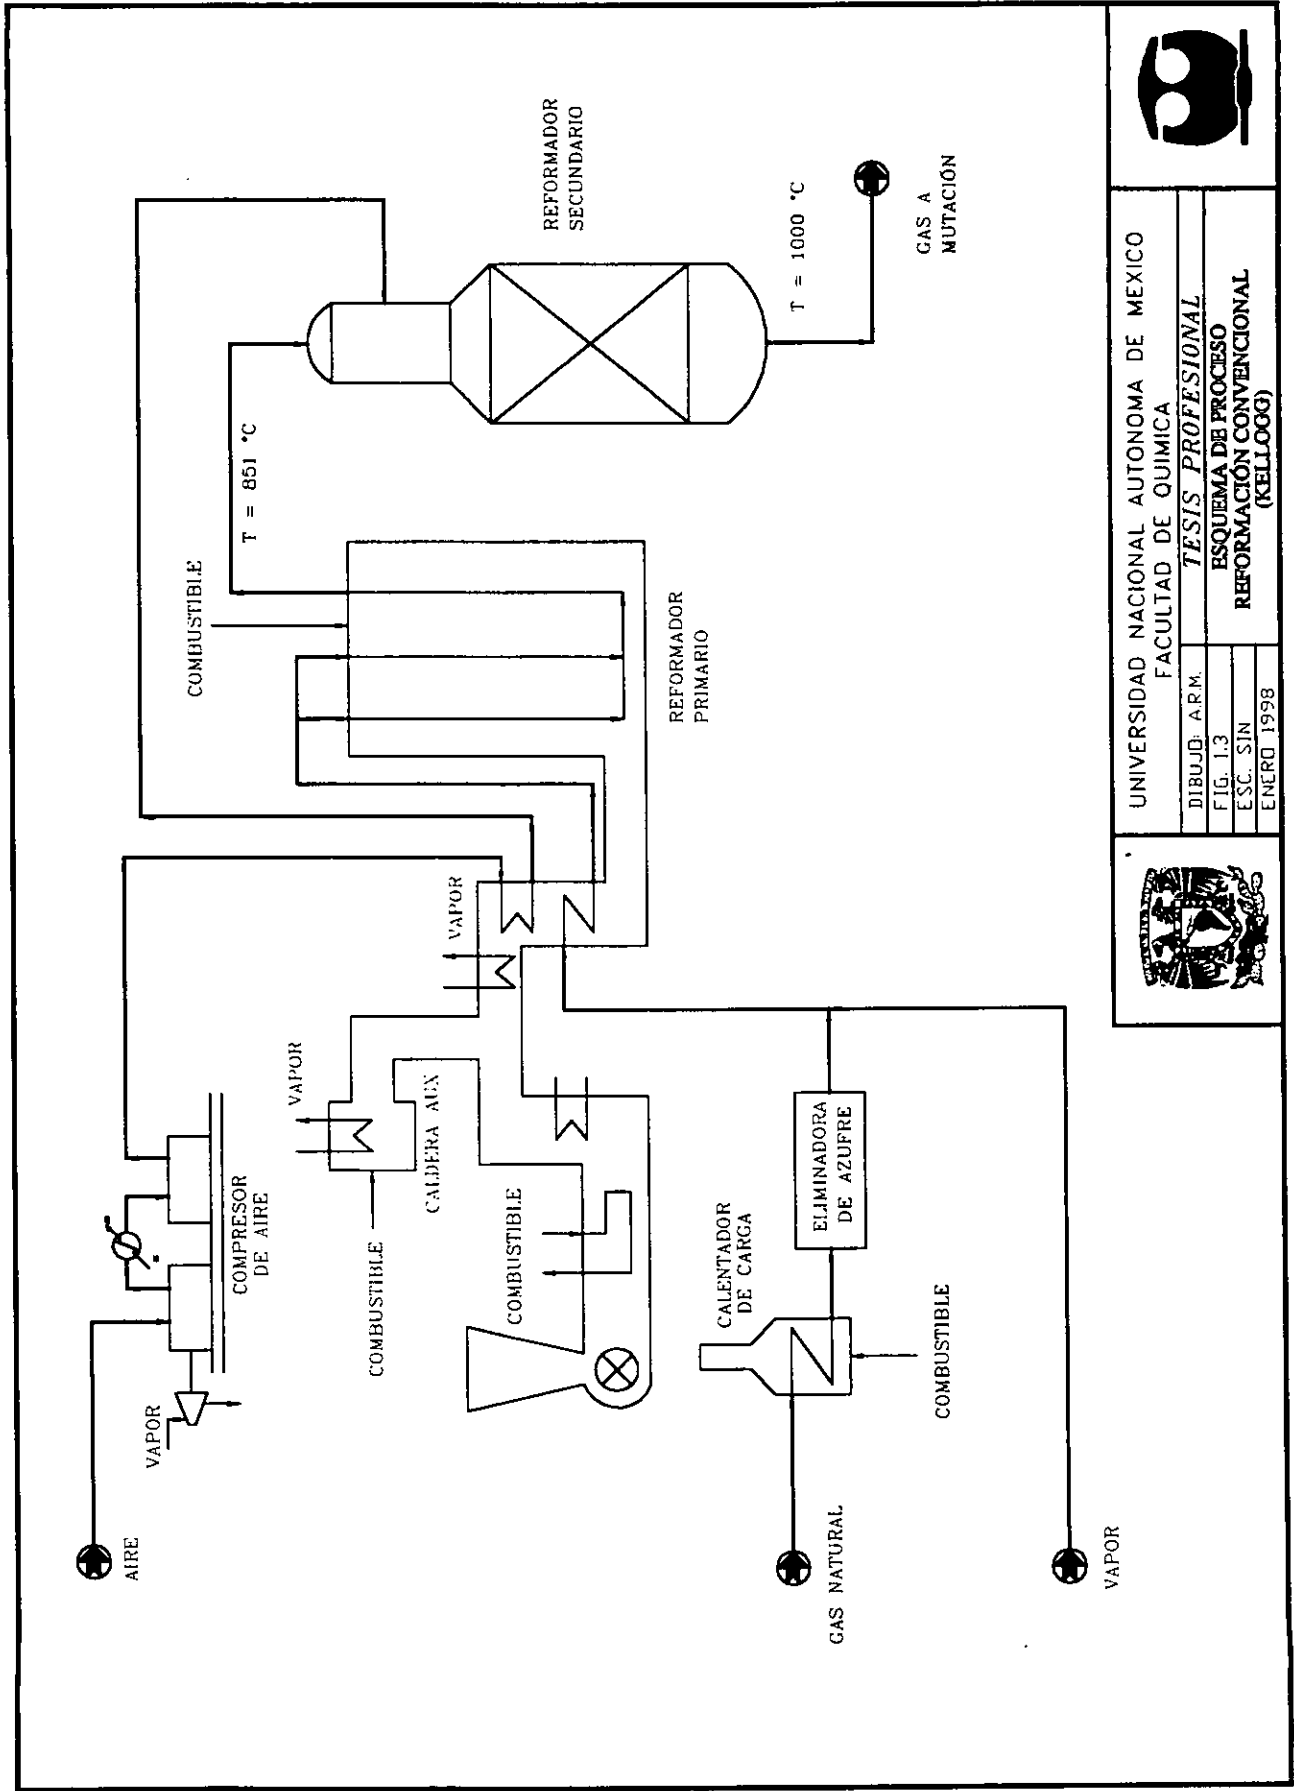 AIRE
VAPOR
COMPRESOR
DE AIRE
VAPOR
COMBUSTIBLE
CALDERA AUX
VAPOR
COMBUSTIBLE
COMBUSTIBLE
T = 851 °C
REFORMADOR
PRIMARIO
REFORMADOR
SECUNDARIO
T = 1000 °C
GAS A
MUTACIÓN
CALENTADOR
DE CARGA
ELIMINADORA
DE AZUFRE
GAS NATURAL
COMBUSTIBLE
VAPOR
UNIVERSIDAD NACIONAL AUTONOMA DE MEXICO
FACULTAD DE QUIMICA
DIBUJO: A.R.M.
FIG. 1.3
ESC. SIN
ENERO 1998
TESIS PROFESIONAL
ESQUEMA DE PROCESO
REFORMACIÓN CONVENCIONAL
(KELLOGG)